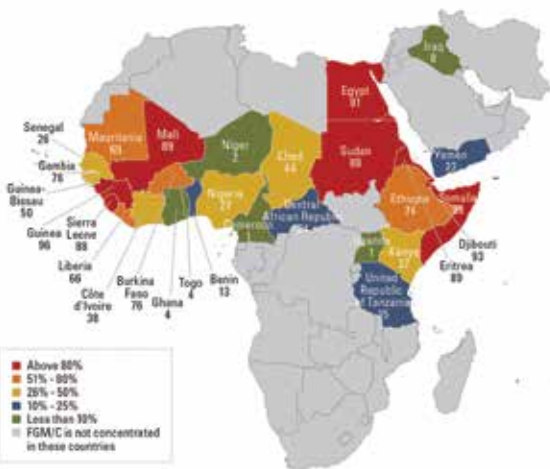 Iraq
8
Egypt
91
Mauritania
69
Mali
89
Niger
2
Chad
44
Sudan
88
Yemen
Senegal
26
Gambia
76
Guinea-
Bissau
50
Guinea
96
Sierra
Leone
88
Liberia
66
Côte
d'Ivoire
38
Burkina
Faso
76
Ghana
4
Togo
4
Benin
13
Nigeria
27
Cameroon
1
Central
African Republic
Ethiopia
74
Somalia
Djibouti
93
Eritrea
89
Uganda
1
Kenya
27
United
Republic
of Tanzania
15
Above 80%
51% - 80%
26% - 50%
10% - 25%
Less than 10%
FGM/C is not concentrated
in these countries